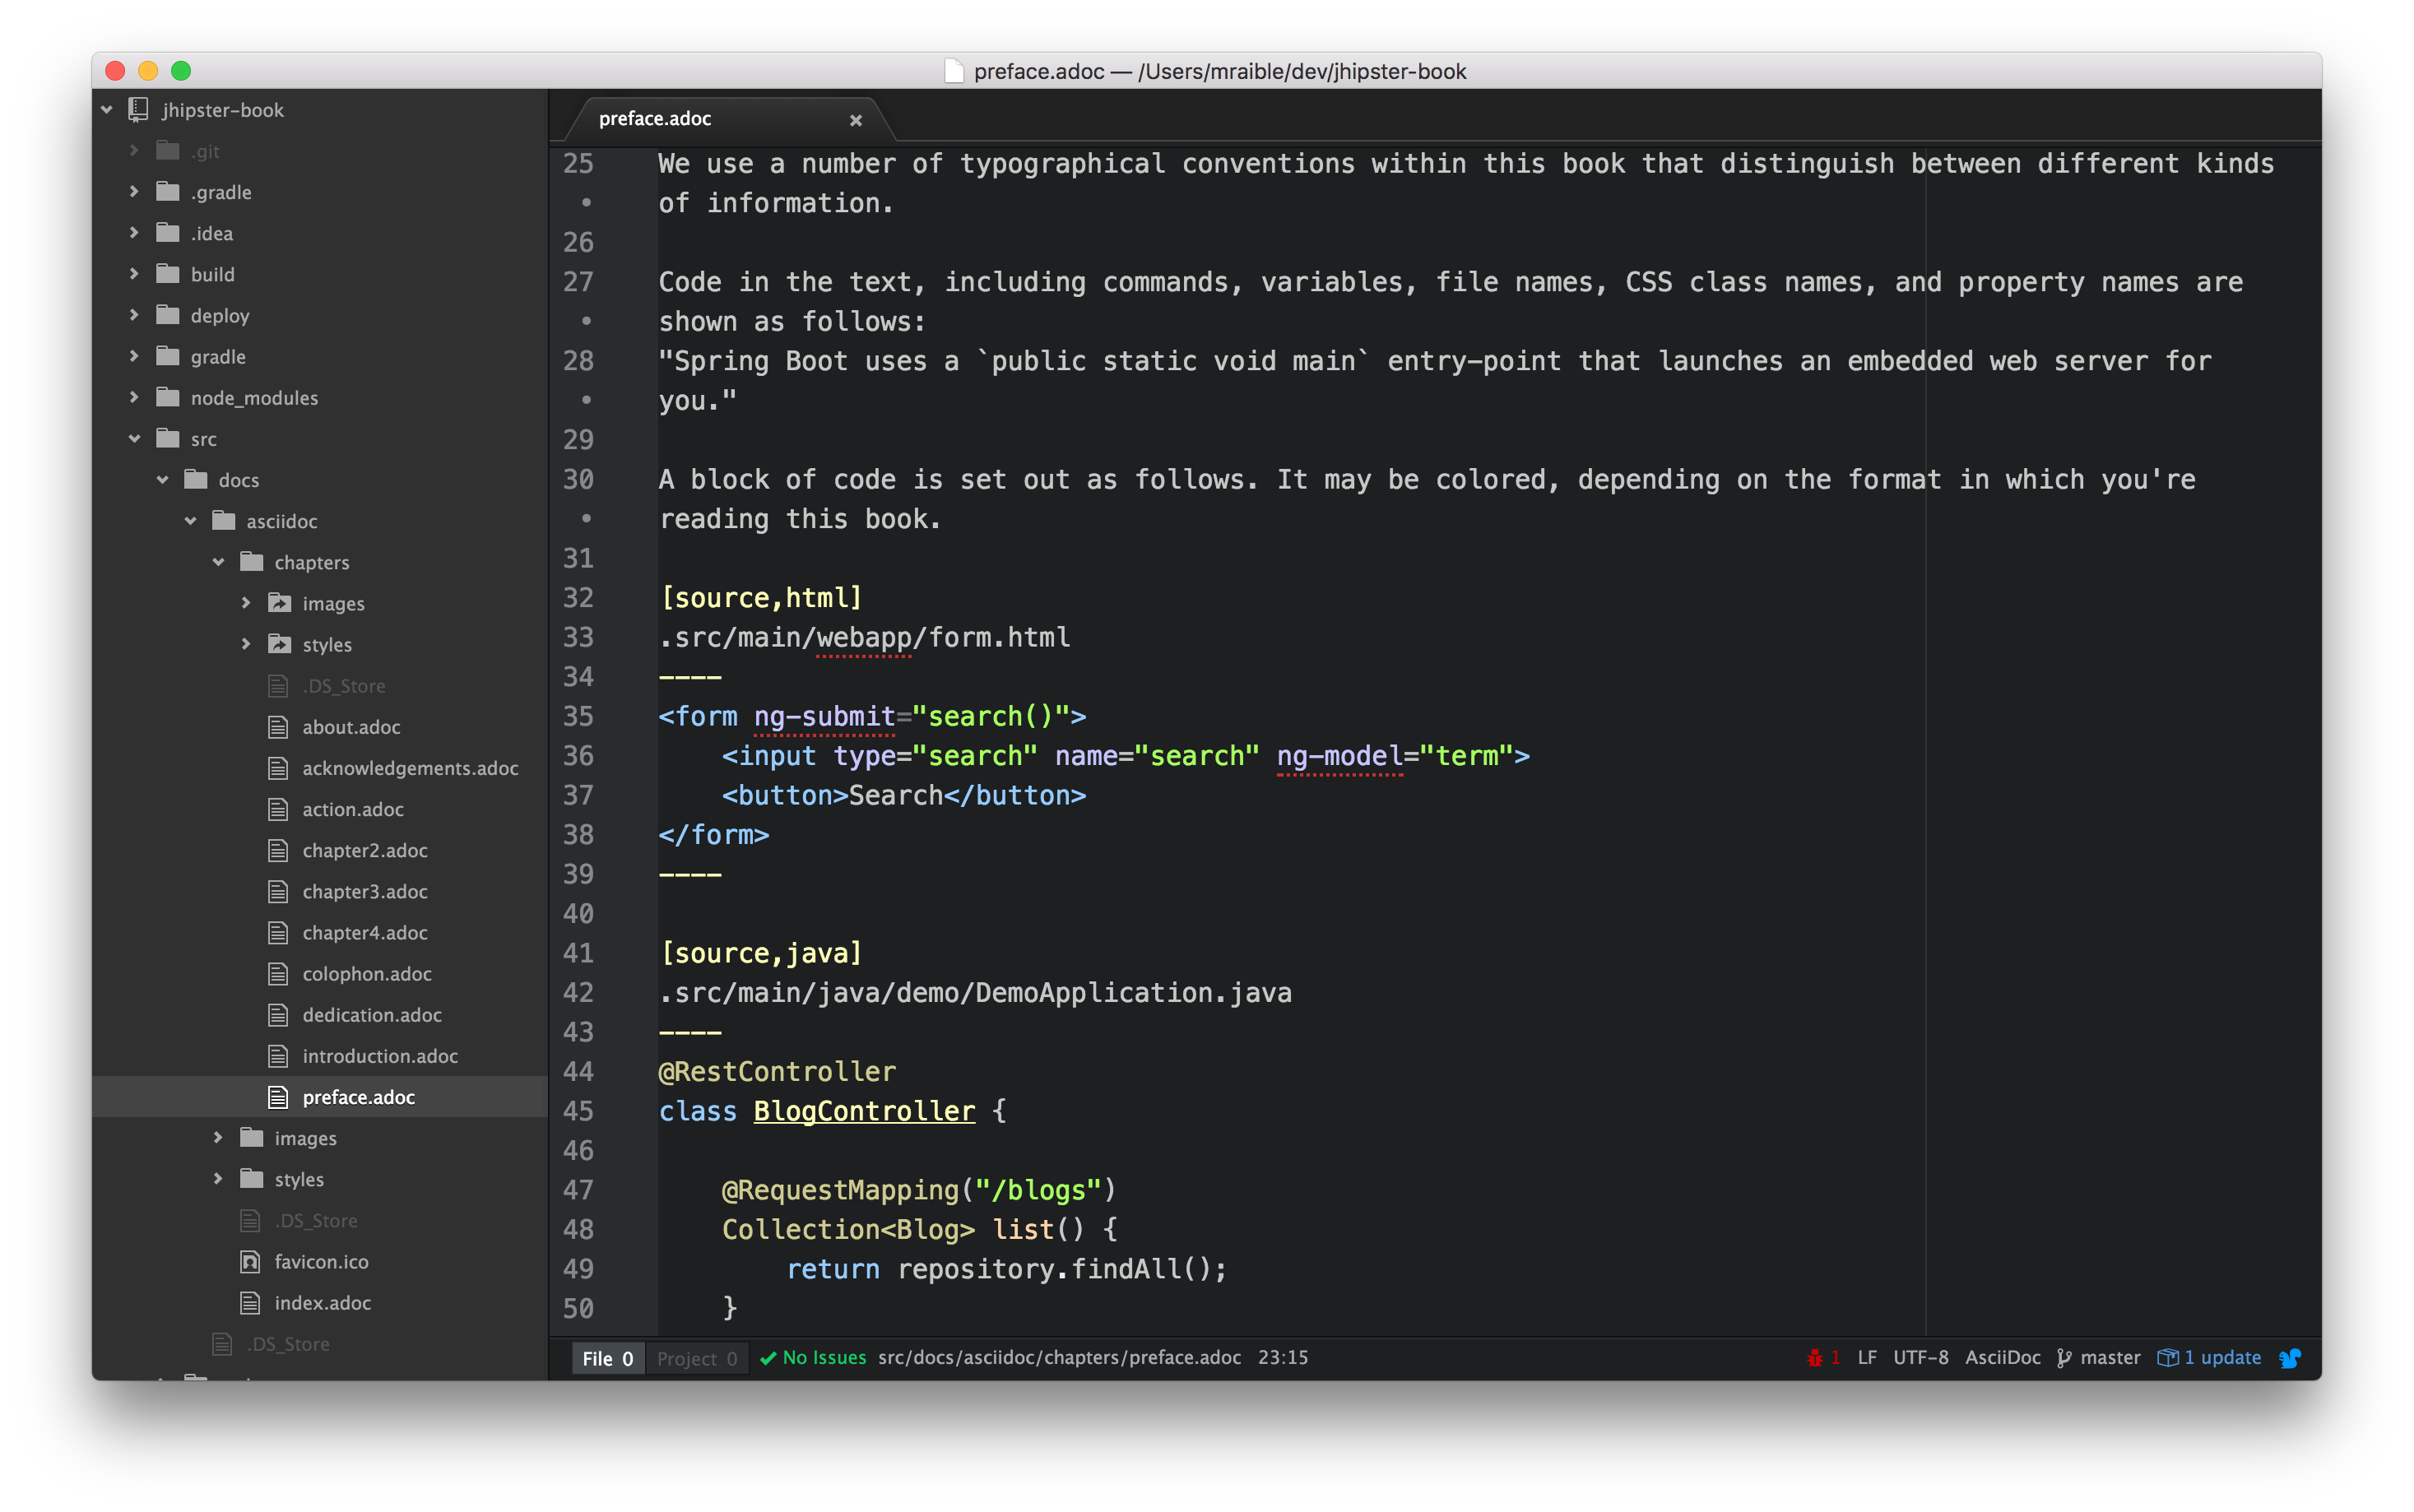 preface.adoc — /Users/mraible/dev/jhipster-book
jhipster-book
.git
.gradle
.idea
build
deploy
gradle
node_modules
src
docs
asciidoc
chapters
images
styles
.DS_Store
about.adoc
acknowledgements.adoc
action.adoc
chapter2.adoc
chapter3.adoc
chapter4.adoc
colophon.adoc
dedication.adoc
introduction.adoc
preface.adoc
images
styles
.DS_Store
favicon.ico
index.adoc
.DS_Store
preface.adoc
25 We use a number of typographical conventions within this book that distinguish between different kinds
• of information.
26
27 Code in the text, including commands, variables, file names, CSS class names, and property names are
• shown as follows:
28 "Spring Boot uses a `public static void main` entry-point that launches an embedded web server for
• you."
29
30 A block of code is set out as follows. It may be colored, depending on the format in which you're
• reading this book.
31
32 [source,html]
33 .src/main/webapp/form.html
34 ----
35 <form ng-submit="search()">
36     <input type="search" name="search" ng-model="term">
37     <button>Search</button>
38 </form>
39 ----
40
41 [source,java]
42 .src/main/java/demo/DemoApplication.java
43 ----
44 @RestController
45 class BlogController {
46
47     @RequestMapping("/blogs")
48     Collection<Blog> list() {
49         return repository.findAll();
50     }
File 0 Project 0 No Issues src/docs/asciidoc/chapters/preface.adoc 23:15 1 LF UTF-8 AsciiDoc master 1 update